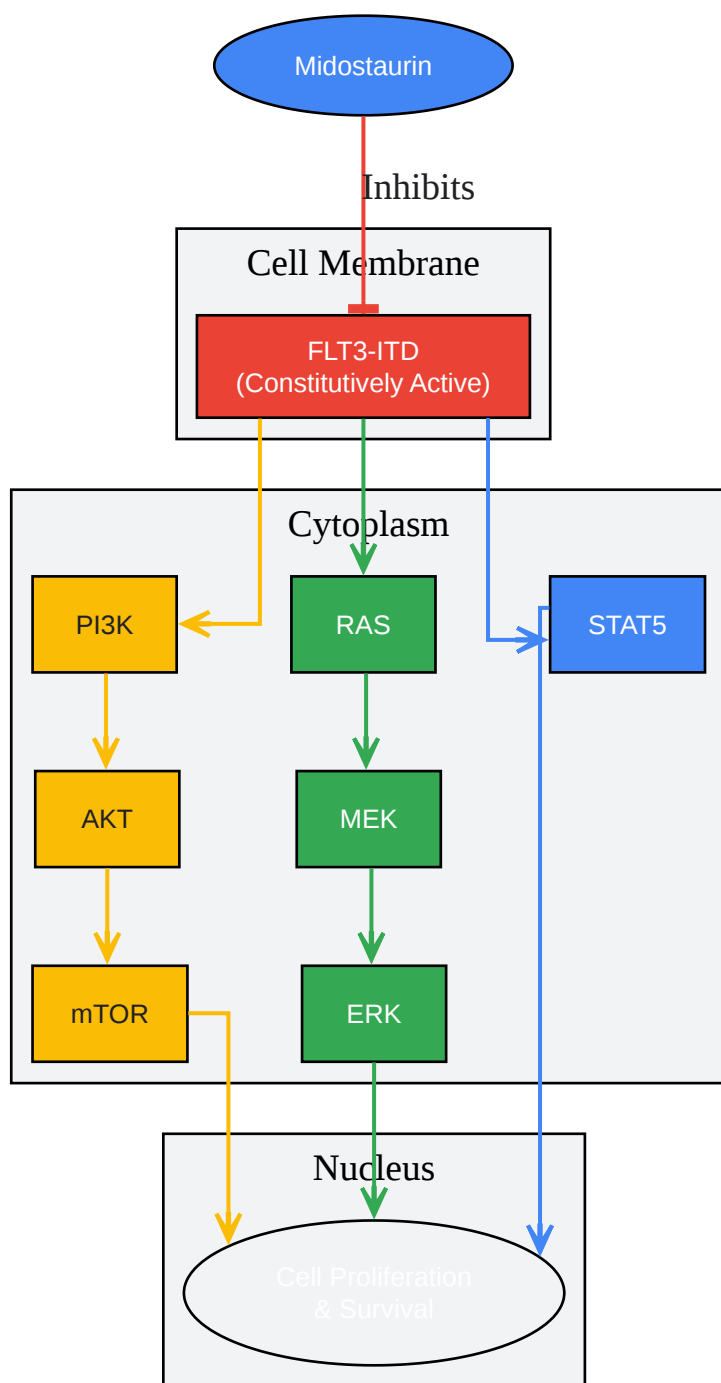 Midostaurin
Inhibits
Cell Membrane
FLT3-ITD
(Constitutively Active)
Cytoplasm
PI3K
RAS
STAT5
AKT
MEK
mTOR
ERK
Nucleus
Cell Proliferation
& Survival